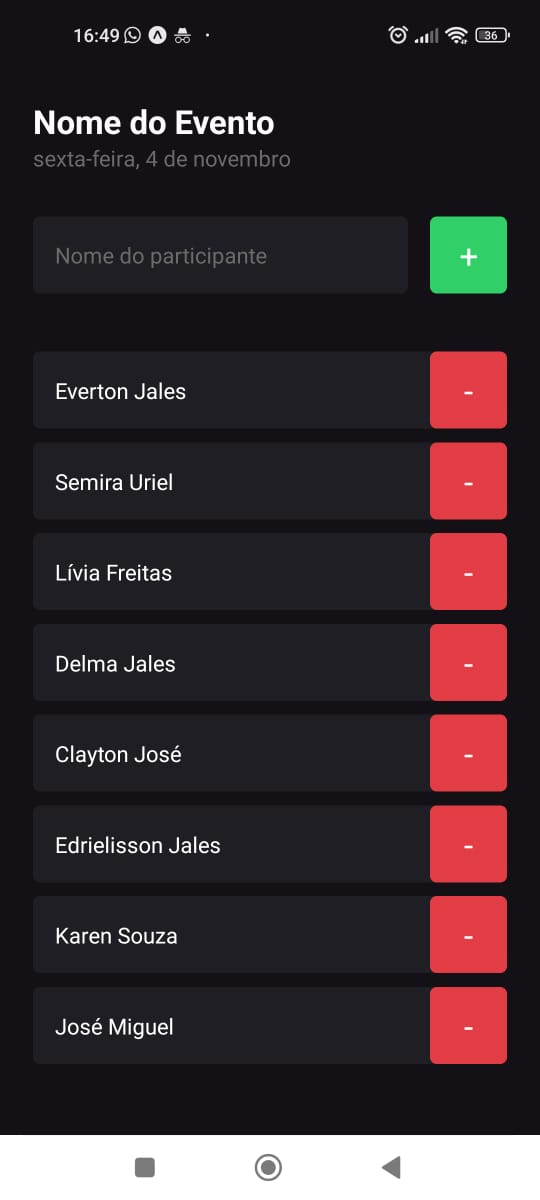 16:49
36
Nome do Evento
sexta-feira, 4 de novembro
Nome do participante
+
Everton Jales
-
Semira Uriel
-
Lívia Freitas
-
Delma Jales
-
Clayton José
-
Edrielisson Jales
-
Karen Souza
-
José Miguel
-